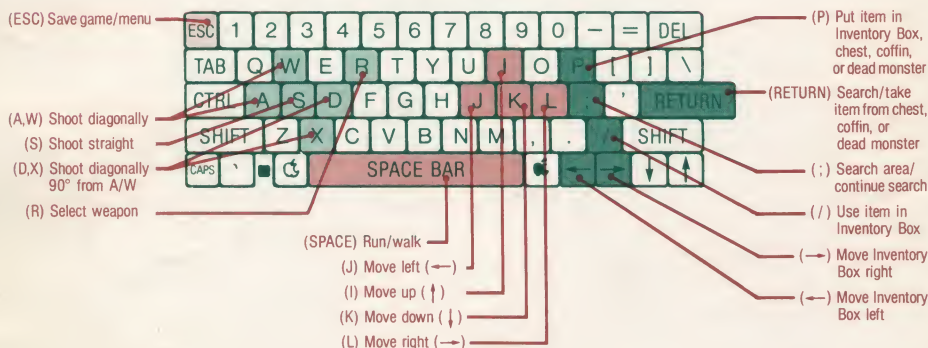 (ESC) Save game/menu
ESC 1 2 3 4 5 6 7 8 9 0 – = DEL
TAB Q W E R T Y U I O P [ ] \
CTRL A S D F G H J K L ; ' RETURN
SHIFT Z X C V B N M , . / SHIFT
CAPS ` SPACE BAR ← → ↓ ↑
(A,W) Shoot diagonally
(S) Shoot straight
(D,X) Shoot diagonally
90° from A/W
(R) Select weapon
(SPACE) Run/walk
(J) Move left (←)
(I) Move up (↑)
(K) Move down (↓)
(L) Move right (→)
(P) Put item in
Inventory Box,
chest, coffin,
or dead monster
(RETURN) Search/take
item from chest,
coffin, or
dead monster
(;) Search area/
continue search
(/) Use item in
Inventory Box
(→) Move Inventory
Box right
(←) Move Inventory
Box left